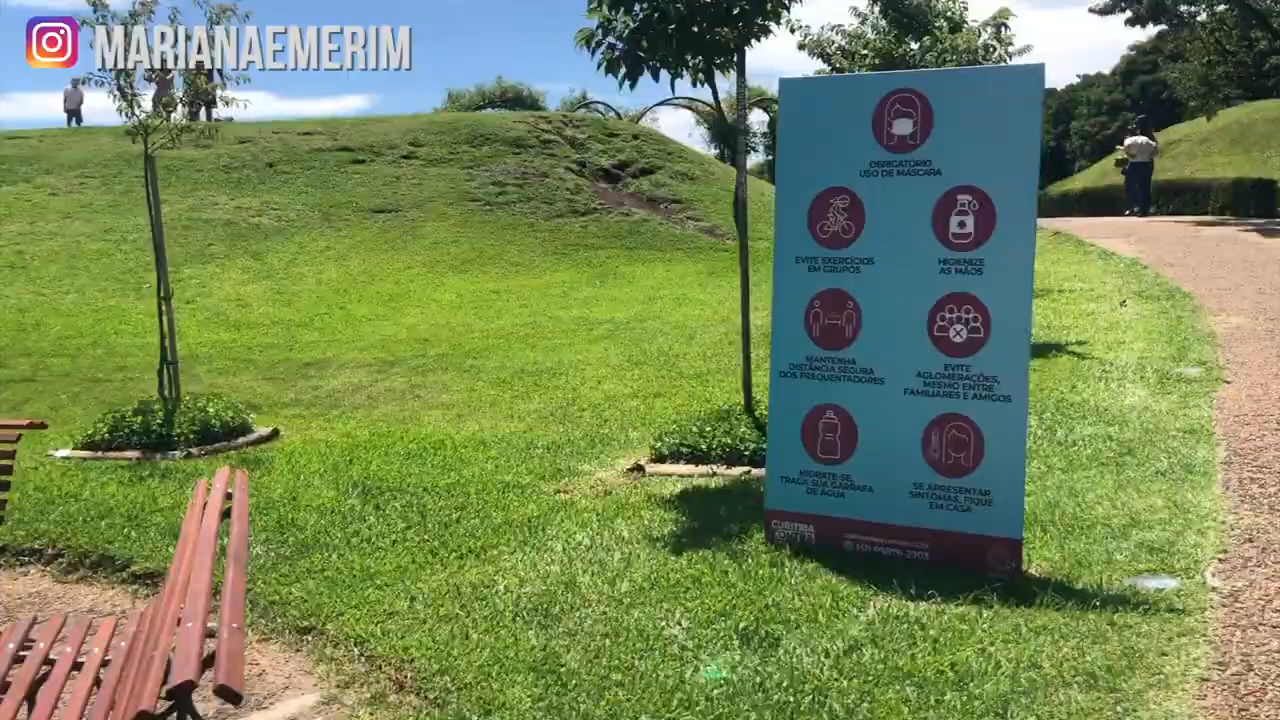 MARIANAEMERIM
OBRIGATÓRIO
USO DE MÁSCARA
EVITE EXERCÍCIOS
EM GRUPOS
HIGIENIZE
AS MÃOS
MANTENHA
DISTÂNCIA SEGURA
DOS FREQUENTADORES
EVITE
AGLOMERAÇÕES,
MESMO ENTRE
FAMILIARES E AMIGOS
HIDRATE-SE,
TRAGA SUA GARRAFA
DE ÁGUA
SE APRESENTAR
SINTOMAS, FIQUE
EM CASA
CURITIBA
CONTRA